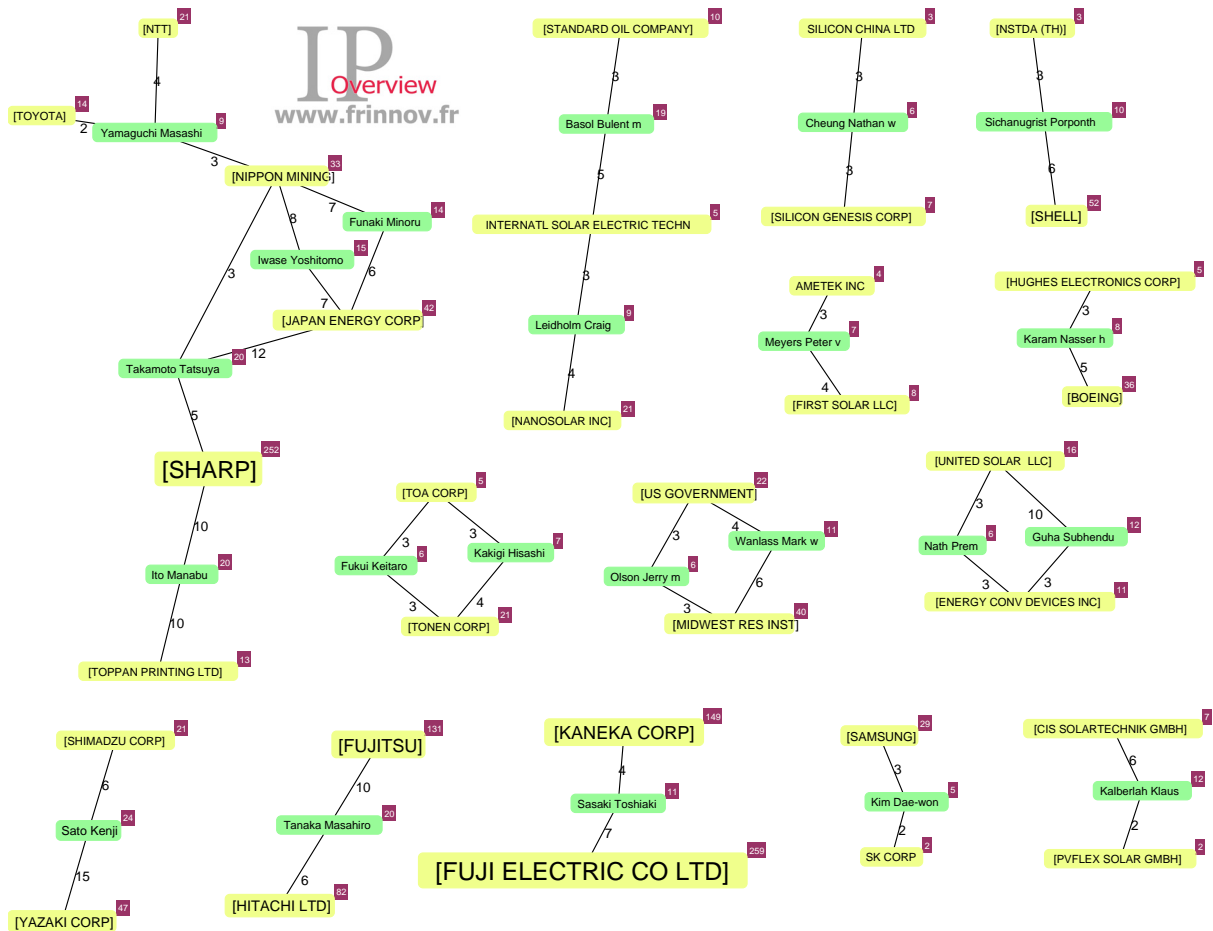 21
[NTT]
4
14
[TOYOTA]
2
9
Yamaguchi Masashi
3
33
[NIPPON MINING]
7
8
14
Funaki Minoru
15
Iwase Yoshitomo
3
6
7
42
[JAPAN ENERGY CORP]
12
20
Takamoto Tatsuya
5
252
[SHARP]
10
20
Ito Manabu
10
13
[TOPPAN PRINTING LTD]
IP
Overview
www.frinnov.fr
10
[STANDARD OIL COMPANY]
3
19
Basol Bulent m
5
5
INTERNATL SOLAR ELECTRIC TECHN
3
9
Leidholm Craig
4
21
[NANOSOLAR INC]
3
SILICON CHINA LTD
3
6
Cheung Nathan w
3
7
[SILICON GENESIS CORP]
3
[NSTDA (TH)]
3
10
Sichanugrist Porponth
6
52
[SHELL]
4
AMETEK INC
3
7
Meyers Peter v
4
8
[FIRST SOLAR LLC]
5
[HUGHES ELECTRONICS CORP]
3
8
Karam Nasser h
5
36
[BOEING]
5
[TOA CORP]
3
3
6
Fukui Keitaro
7
Kakigi Hisashi
3
4
21
[TONEN CORP]
22
[US GOVERNMENT]
3
4
11
Wanlass Mark w
6
Olson Jerry m
3
6
40
[MIDWEST RES INST]
16
[UNITED SOLAR LLC]
3
10
6
Nath Prem
12
Guha Subhendu
3
3
11
[ENERGY CONV DEVICES INC]
21
[SHIMADZU CORP]
6
24
Sato Kenji
15
47
[YAZAKI CORP]
131
[FUJITSU]
10
20
Tanaka Masahiro
6
82
[HITACHI LTD]
149
[KANEKA CORP]
4
11
Sasaki Toshiaki
7
259
[FUJI ELECTRIC CO LTD]
29
[SAMSUNG]
3
5
Kim Dae-won
2
2
SK CORP
7
[CIS SOLARTECHNIK GMBH]
6
12
Kalberlah Klaus
2
2
[PVFLEX SOLAR GMBH]